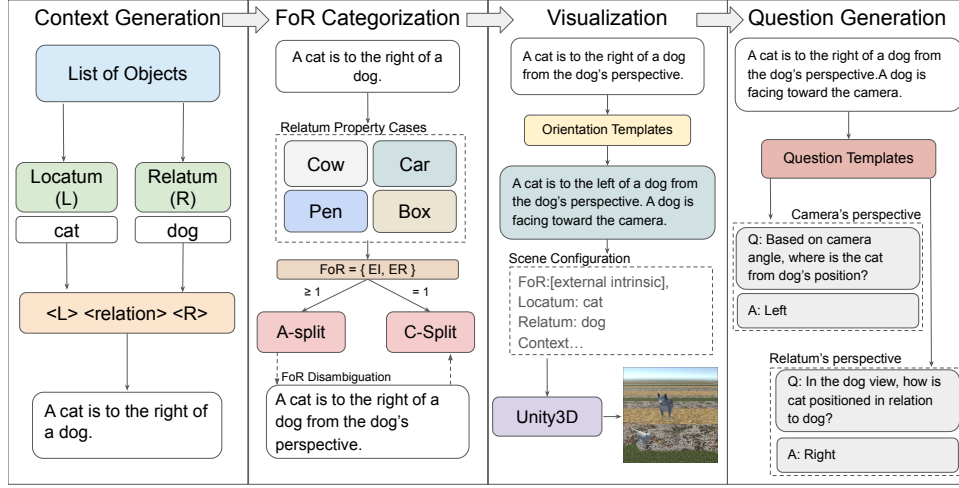 Context Generation
List of Objects
Locatum
(L)
Relatum
(R)
cat
dog
<L> <relation> <R>
A cat is to the right of
a dog.
FoR Categorization
A cat is to the right of a
dog.
Relatum Property Cases
Cow
Car
Pen
Box
FoR = { EI, ER }
≥ 1
= 1
A-split
C-Split
FoR Disambiguation
A cat is to the right of a
dog from the dog's
perspective.
Visualization
A cat is to the right of a dog
from the dog's perspective.
Orientation Templates
A cat is to the left of a dog from
the dog's perspective. A dog is
facing toward the camera.
Scene Configuration
FoR:[external intrinsic],
Locatum: cat
Relatum: dog
Context…
Unity3D
Question Generation
A cat is to the right of a dog from
the dog's perspective.A dog is
facing toward the camera.
Question Templates
Camera's perspective
Q: Based on camera
angle, where is the cat
from dog's position?
A: Left
Relatum's perspective
Q: In the dog view, how is
cat positioned in relation
to dog?
A: Right